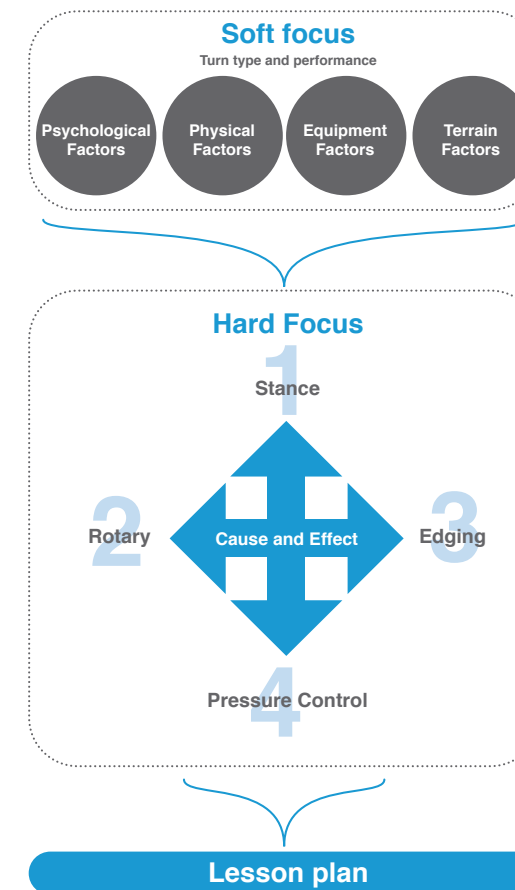 Soft focus
Turn type and performance
Psychological Factors
Physical Factors
Equipment Factors
Terrain Factors
Hard Focus
1
Stance
2
Rotary
Cause and Effect
3
Edging
4
Pressure Control
Lesson plan